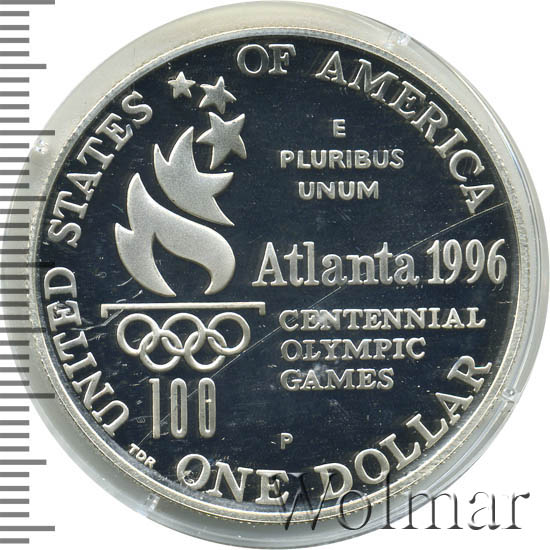 UNITED STATES OF AMERICA
E
PLURIBUS
UNUM
Atlanta 1996
CENTENNIAL
OLYMPIC
GAMES
100
P
TDR
ONE DOLLAR
Wolmar